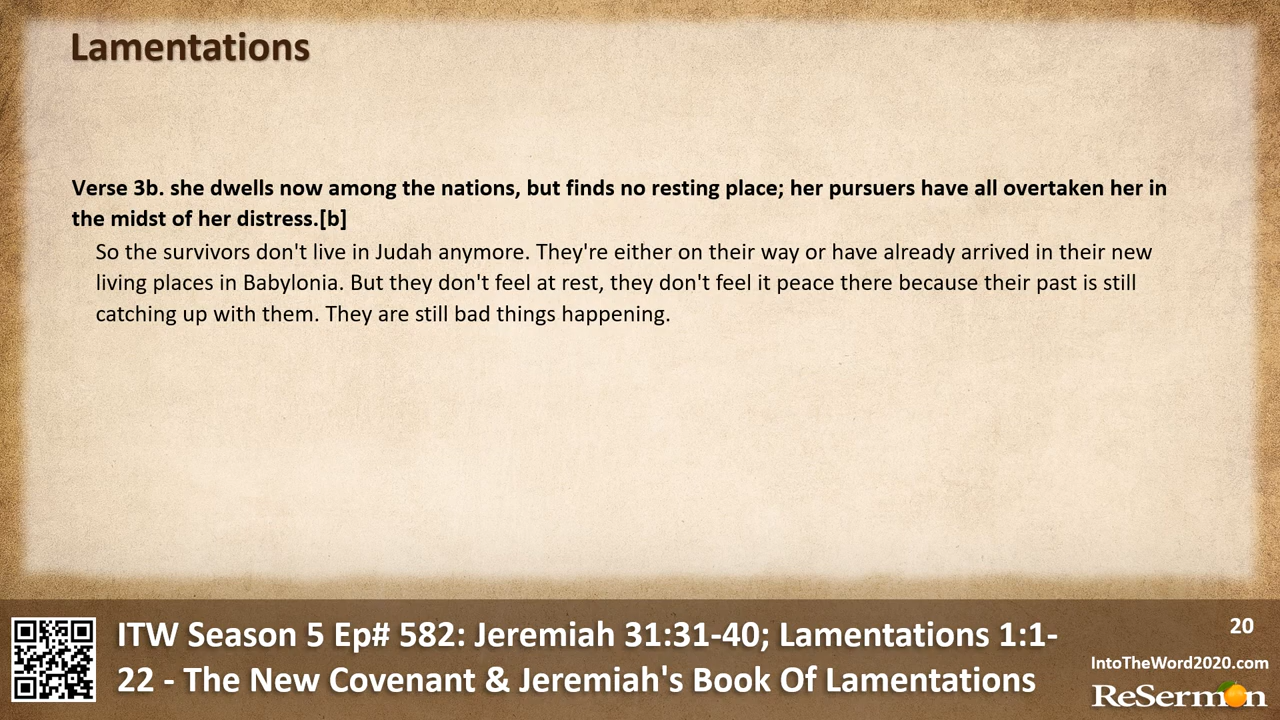 Lamentations
Verse 3b. she dwells now among the nations, but finds no resting place; her pursuers have all overtaken her in
the midst of her distress.[b]
So the survivors don't live in Judah anymore. They're either on their way or have already arrived in their new
living places in Babylonia. But they don't feel at rest, they don't feel it peace there because their past is still
catching up with them. They are still bad things happening.
ITW Season 5 Ep# 582: Jeremiah 31:31-40; Lamentations 1:1-
22 - The New Covenant & Jeremiah's Book Of Lamentations
20
IntoTheWord2020.com
ReSermon